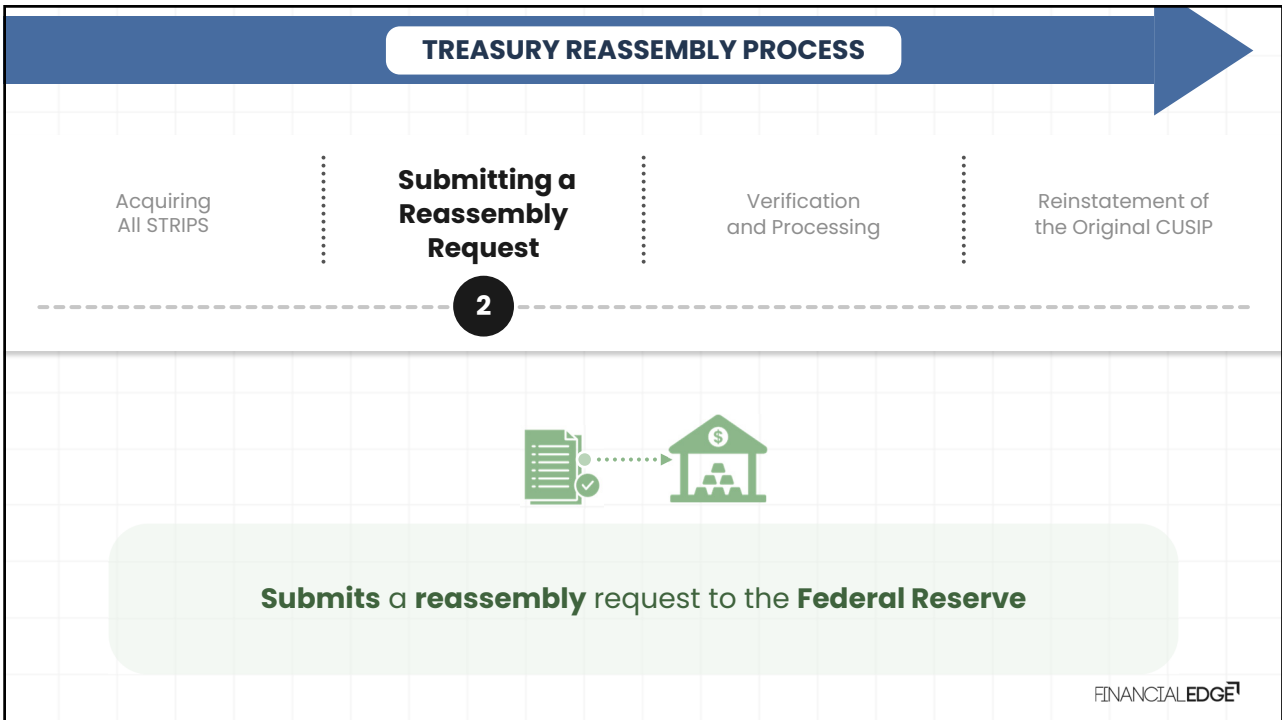 TREASURY REASSEMBLY PROCESS
Acquiring
All STRIPS
Submitting a
Reassembly
Request
Verification
and Processing
Reinstatement of
the Original CUSIP
2
$
Submits a reassembly request to the Federal Reserve
FINANCIALEDGE